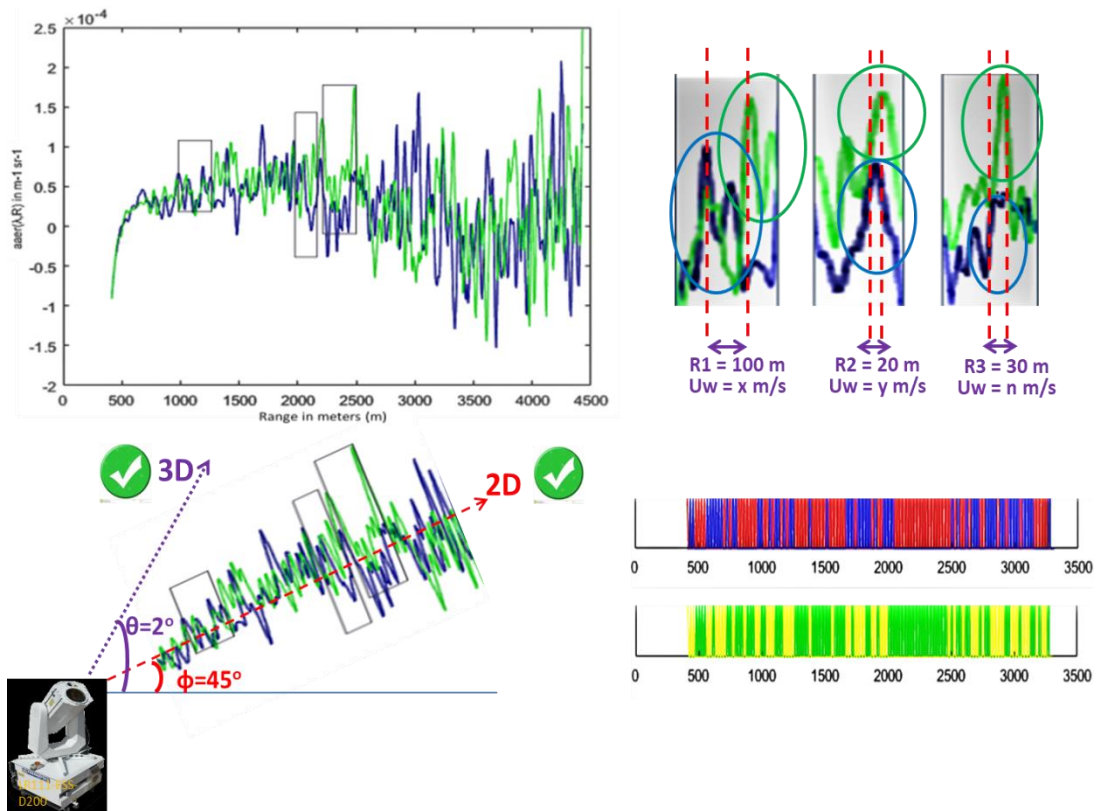 ×10⁻⁴
2.5
2
1.5
1
0.5
0
-0.5
-1
-1.5
-2
aaer(λ,R) in m-1 sr-1
0 500 1000 1500 2000 2500 3000 3500 4000 4500
Range in meters (m)
R1 = 100 m
Uw = x m/s
R2 = 20 m
Uw = y m/s
R3 = 30 m
Uw = n m/s
3D
2D
θ=2°
ϕ=45°
D200
0 500 1000 1500 2000 2500 3000 3500
0 500 1000 1500 2000 2500 3000 3500